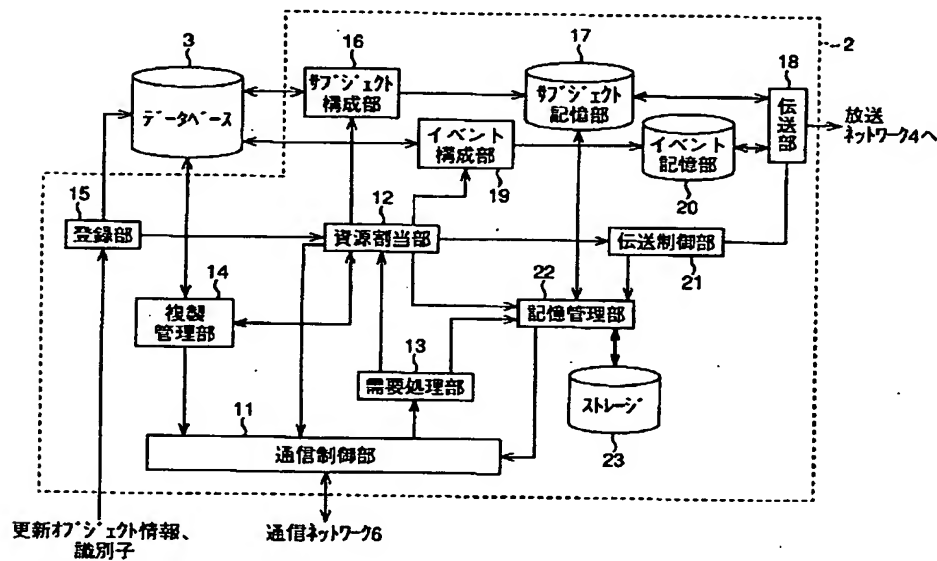 3
16
サブジェクト
構成部
17
サブジェクト
記憶部
2
18
伝送部
放送
ネットワーク4へ
データベース
イベント
構成部
19
イベント
記憶部
20
15
登録部
12
資源割当部
伝送制御部
21
14
複製
管理部
22
記憶管理部
13
需要処理部
ストレージ
23
11
通信制御部
更新オブジェクト情報、
識別子
通信ネットワーク6